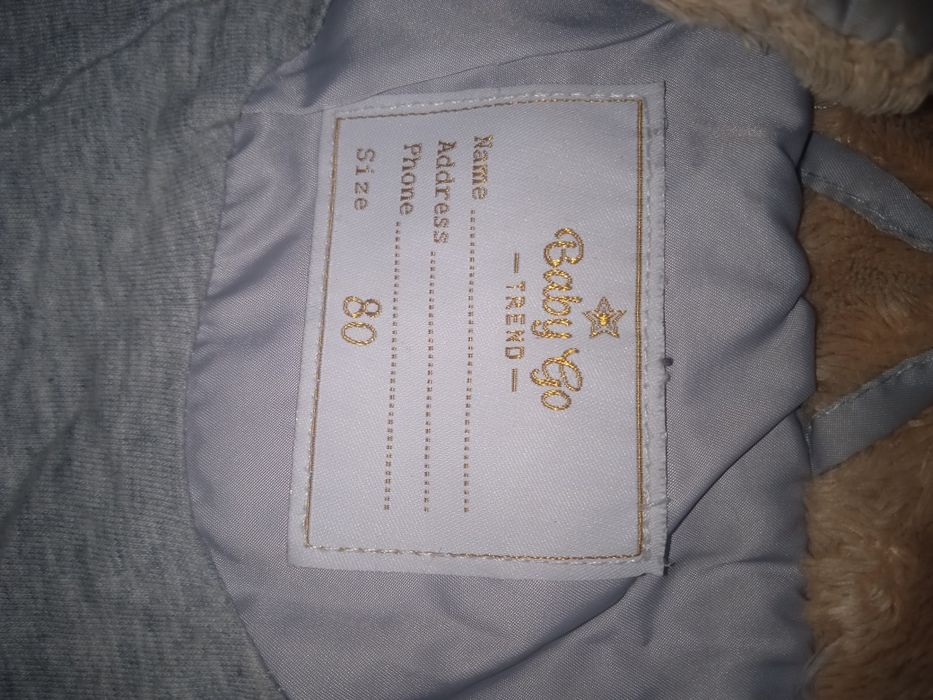 Baby Go
— TREND —
Name ........................................
Address ........................................
Phone ........................................
Size 80